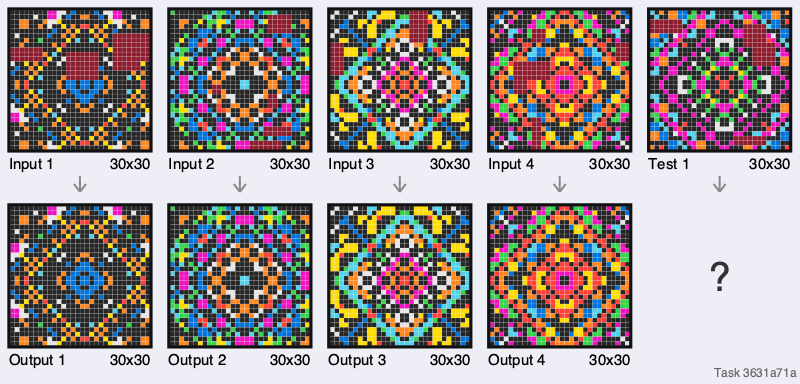 Input 1 30x30 Input 2 30x30 Input 3 30x30 Input 4 30x30 Test 1 30x30
?
Output 1 30x30 Output 2 30x30 Output 3 30x30 Output 4 30x30
Task 3631a71a